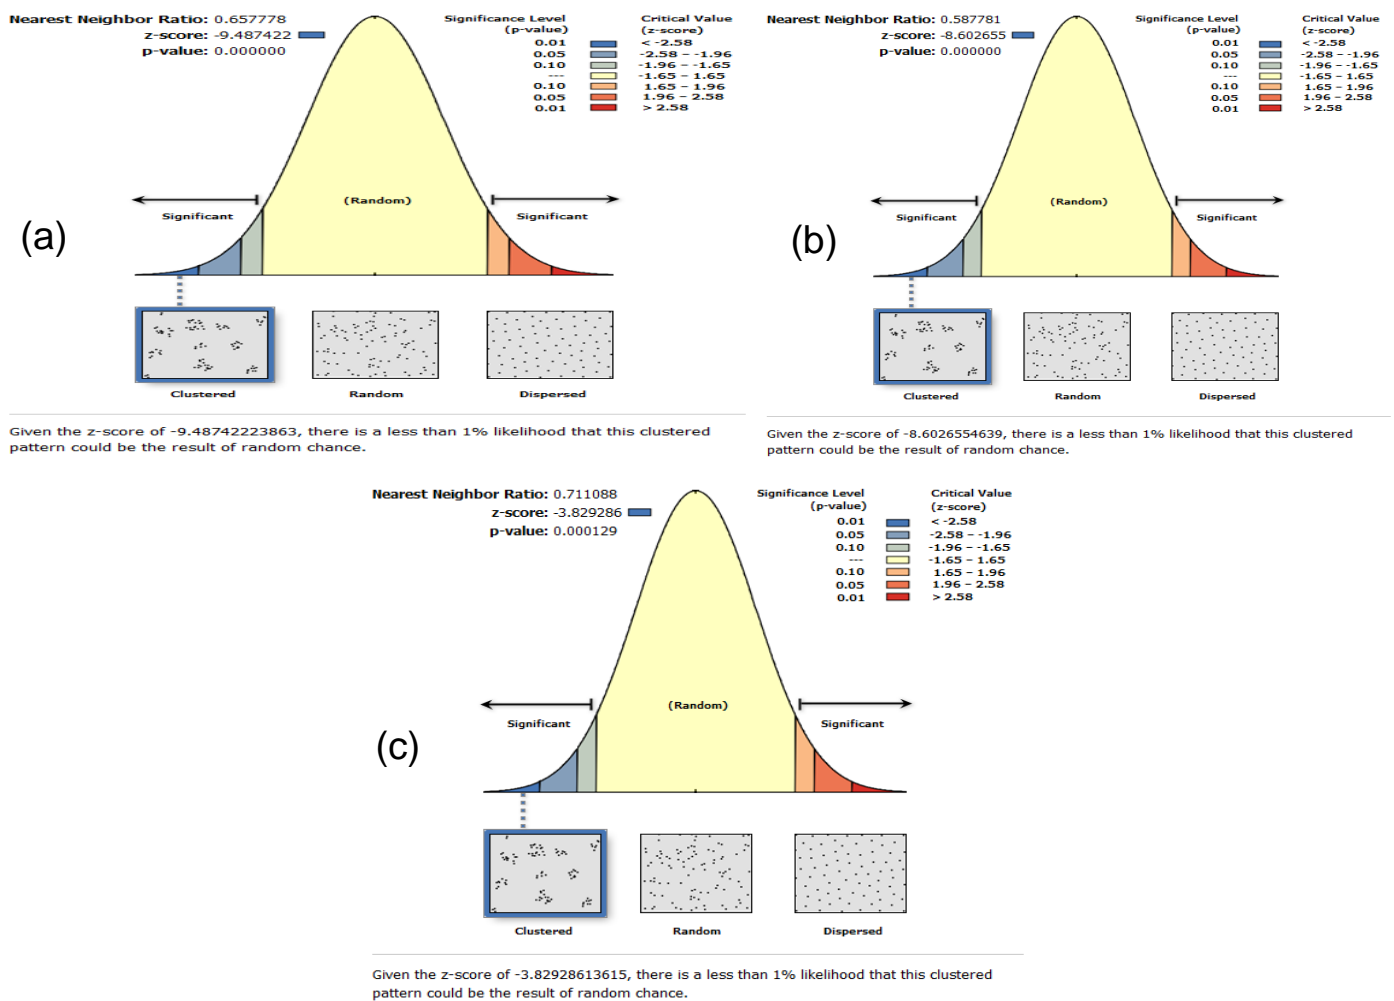 Nearest Neighbor Ratio: 0.657778
z-score: -9.487422
p-value: 0.000000
Significance Level (p-value)
Critical Value (z-score)
0.01 < -2.58
0.05 -2.58 – -1.96
0.10 -1.96 – -1.65
--- -1.65 – 1.65
0.10 1.65 – 1.96
0.05 1.96 – 2.58
0.01 > 2.58
(Random)
Significant
Significant
(a)
Clustered
Random
Dispersed
Given the z-score of -9.48742223863, there is a less than 1% likelihood that this clustered
pattern could be the result of random chance.
Nearest Neighbor Ratio: 0.587781
z-score: -8.602655
p-value: 0.000000
Significance Level (p-value)
Critical Value (z-score)
0.01 < -2.58
0.05 -2.58 – -1.96
0.10 -1.96 – -1.65
--- -1.65 – 1.65
0.10 1.65 – 1.96
0.05 1.96 – 2.58
0.01 > 2.58
(Random)
Significant
Significant
(b)
Clustered
Random
Dispersed
Given the z-score of -8.6026554639, there is a less than 1% likelihood that this clustered
pattern could be the result of random chance.
Nearest Neighbor Ratio: 0.711088
z-score: -3.829286
p-value: 0.000129
Significance Level (p-value)
Critical Value (z-score)
0.01 < -2.58
0.05 -2.58 – -1.96
0.10 -1.96 – -1.65
--- -1.65 – 1.65
0.10 1.65 – 1.96
0.05 1.96 – 2.58
0.01 > 2.58
(Random)
Significant
Significant
(c)
Clustered
Random
Dispersed
Given the z-score of -3.82928613615, there is a less than 1% likelihood that this clustered
pattern could be the result of random chance.